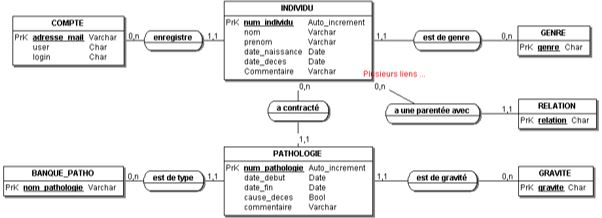 COMPTE
PrK adresse_mail Varchar
user Char
login Char
0,n
enregistre
1,1
INDIVIDU
PrK num_individu Auto_increment
nom Varchar
prenom Varchar
date_naissance Date
date_deces Date
Commentaire Varchar
1,1
est de genre
0,n
GENRE
PrK genre Char
Plusieurs liens ...
0,n
a contracté
1,1
0,n
a une parentée avec
1,1
RELATION
PrK relation Char
BANQUE_PATHO
PrK nom_pathologie Varchar
0,n
est de type
1,1
PATHOLOGIE
PrK num_pathologie Auto_increment
date_debut Date
date_fin Date
cause_deces Bool
commentaire Varchar
1,1
est de gravité
0,n
GRAVITE
PrK gravite Char